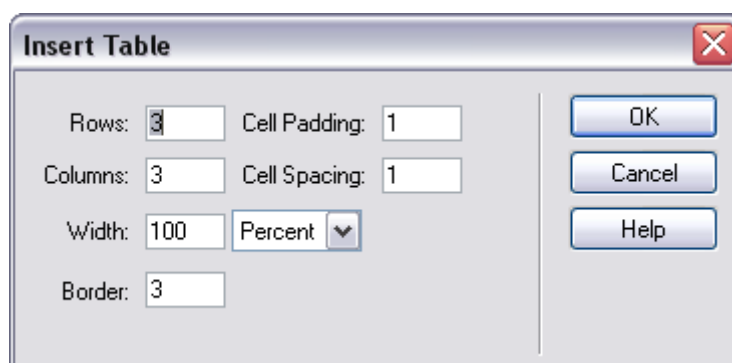 Insert Table
Rows: 3 Cell Padding: 1 OK
Columns: 3 Cell Spacing: 1 Cancel
Width: 100 Percent Help
Border: 3